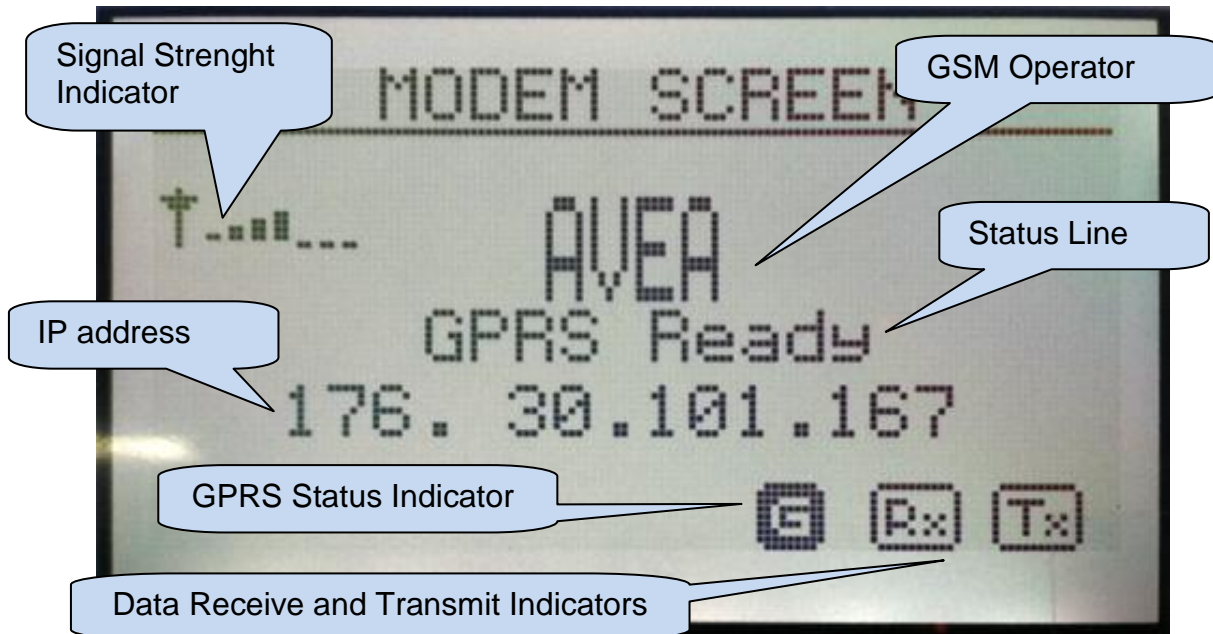 Signal Strenght
Indicator
GSM Operator
MODEM SCREEN
AVEA
Status Line
GPRS Ready
IP address
176. 30.101.167
GPRS Status Indicator
G Rx Tx
Data Receive and Transmit Indicators